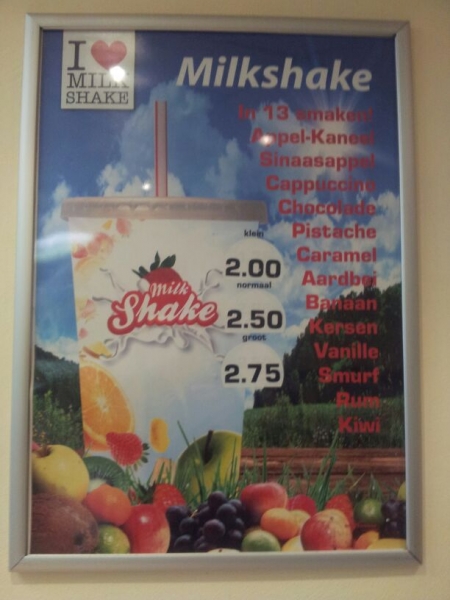 I ❤
MILK
SHAKE
Milkshake
In 13 smaken!
Appel-Kaneel
Sinaasappel
Cappuccino
Chocolade
Pistache
Caramel
Aardbei
Banaan
Kersen
Vanille
Smurf
Rum
Kiwi
klein
2.00
normaal
2.50
groot
2.75
Milk
Shake